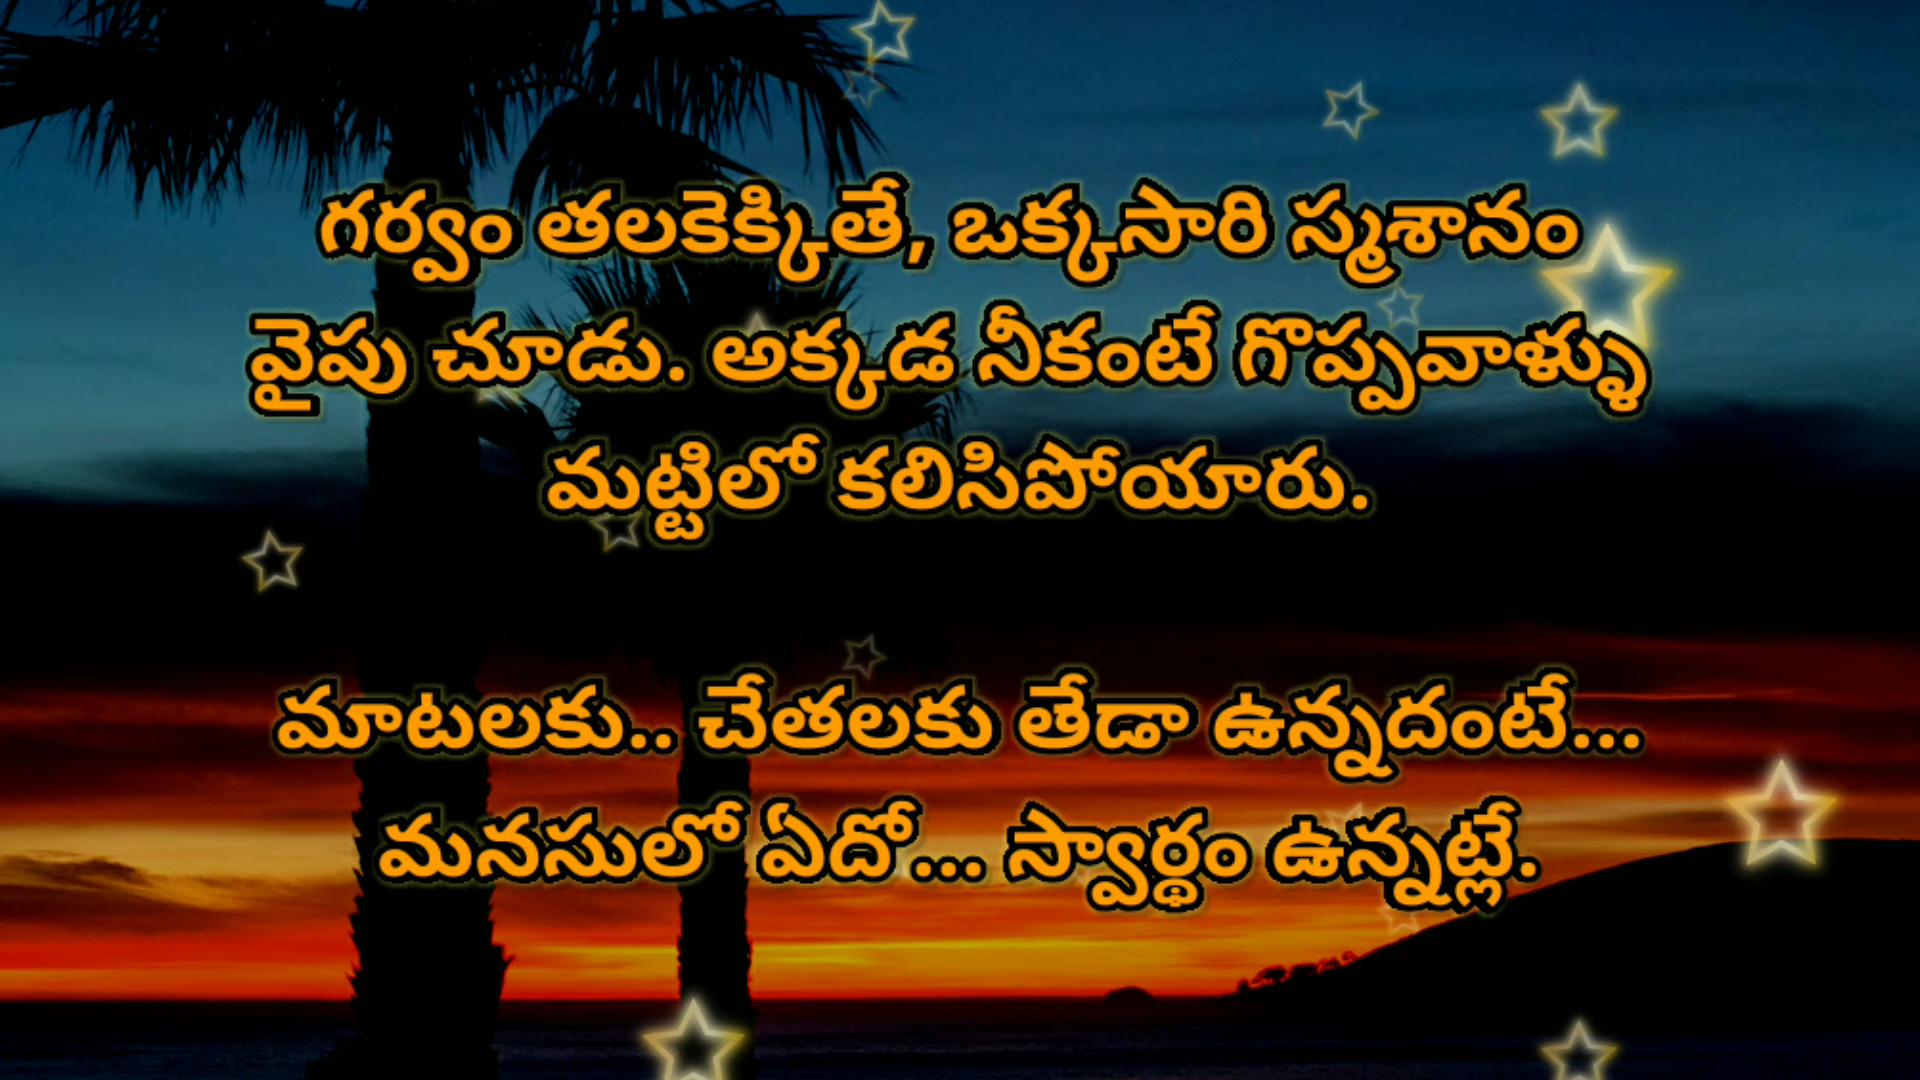 గర్వం తలకెక్కితే, ఒక్కసారి స్మశానం
వైపు చూడు. అక్కడ నీకంటే గొప్పవాళ్ళు
మట్టిలో కలిసిపోయారు.
మాటలకు.. చేతలకు తేడా ఉన్నదంటే...
మనసులో ఏదో... స్వార్థం ఉన్నట్లే.